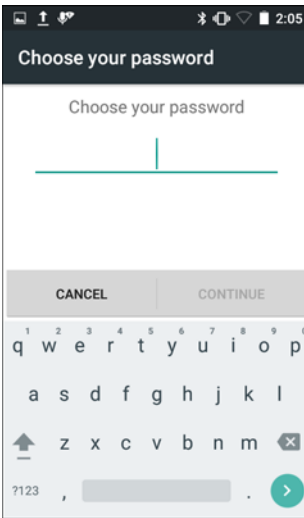 2:05
Choose your password
Choose your password
CANCEL CONTINUE
1 2 3 4 5 6 7 8 9 0
q w e r t y u i o p
a s d f g h j k l
z x c v b n m
?123 , .